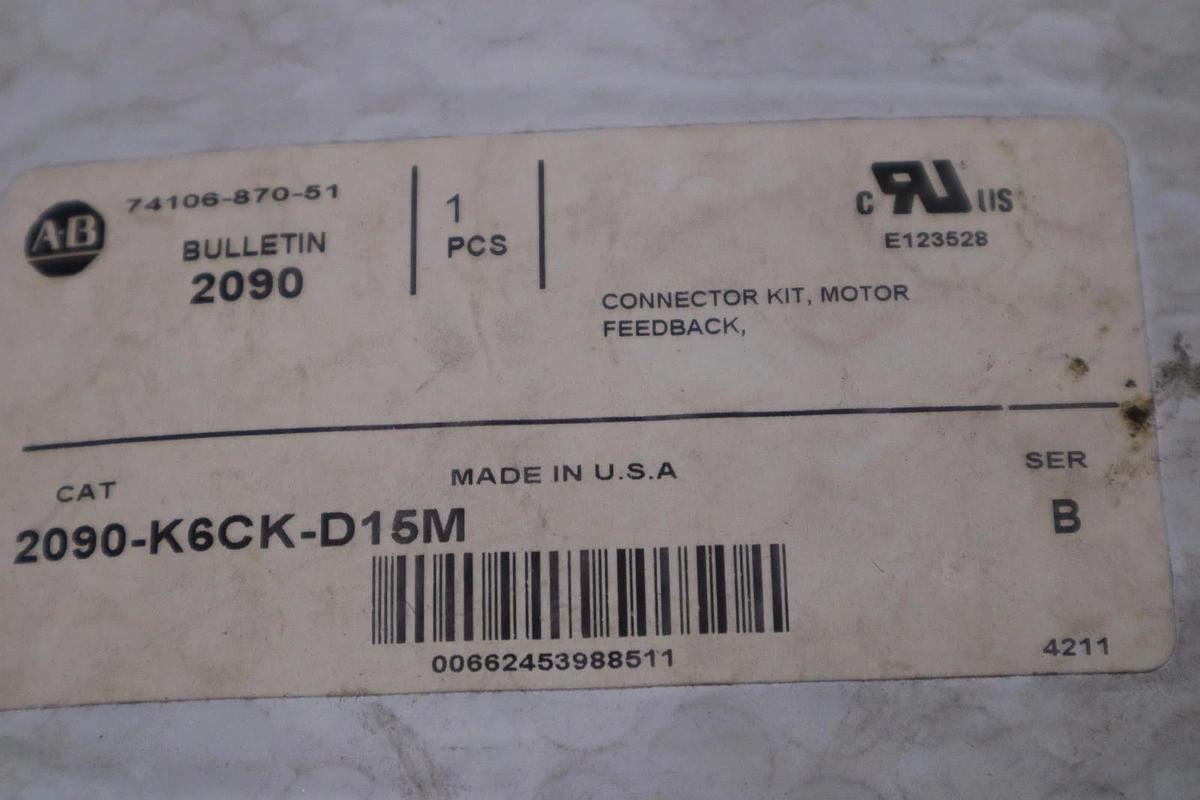 A-B
74106-870-51
BULLETIN
2090
1
PCS
C RU US
E123528
CONNECTOR KIT, MOTOR
FEEDBACK,
CAT
MADE IN U.S.A
SER
2090-K6CK-D15M
B
00662453988511
4211